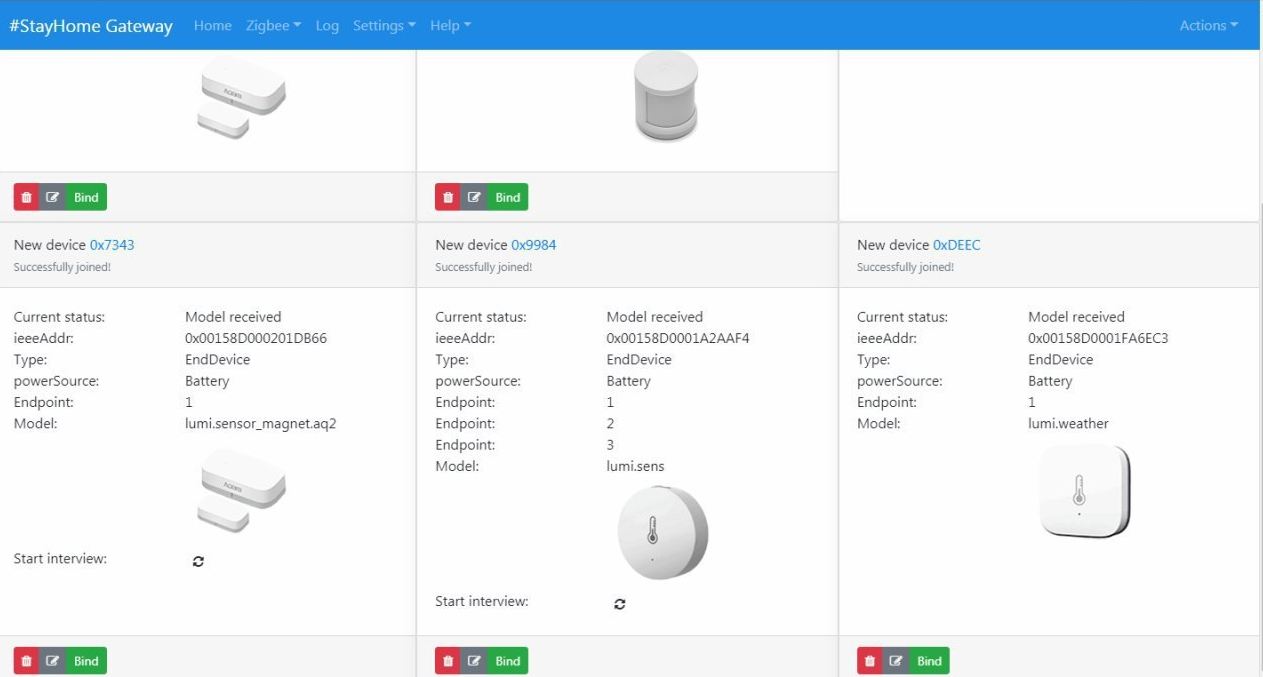 #StayHome Gateway Home Zigbee Log Settings Help Actions
AQARA
Bind Bind
New device 0x7343 New device 0x9984 New device 0xDEEC
Successfully joined! Successfully joined! Successfully joined!
Current status: Model received Current status: Model received Current status: Model received
ieeeAddr: 0x00158D000201DB66 ieeeAddr: 0x00158D0001A2AAF4 ieeeAddr: 0x00158D0001FA6EC3
Type: EndDevice Type: EndDevice Type: EndDevice
powerSource: Battery powerSource: Battery powerSource: Battery
Endpoint: 1 Endpoint: 1 Endpoint: 1
Model: lumi.sensor_magnet.aq2 Endpoint: 2 Model: lumi.weather
Endpoint: 3
Model: lumi.sens
AQARA
Start interview:
Start interview:
Bind Bind Bind